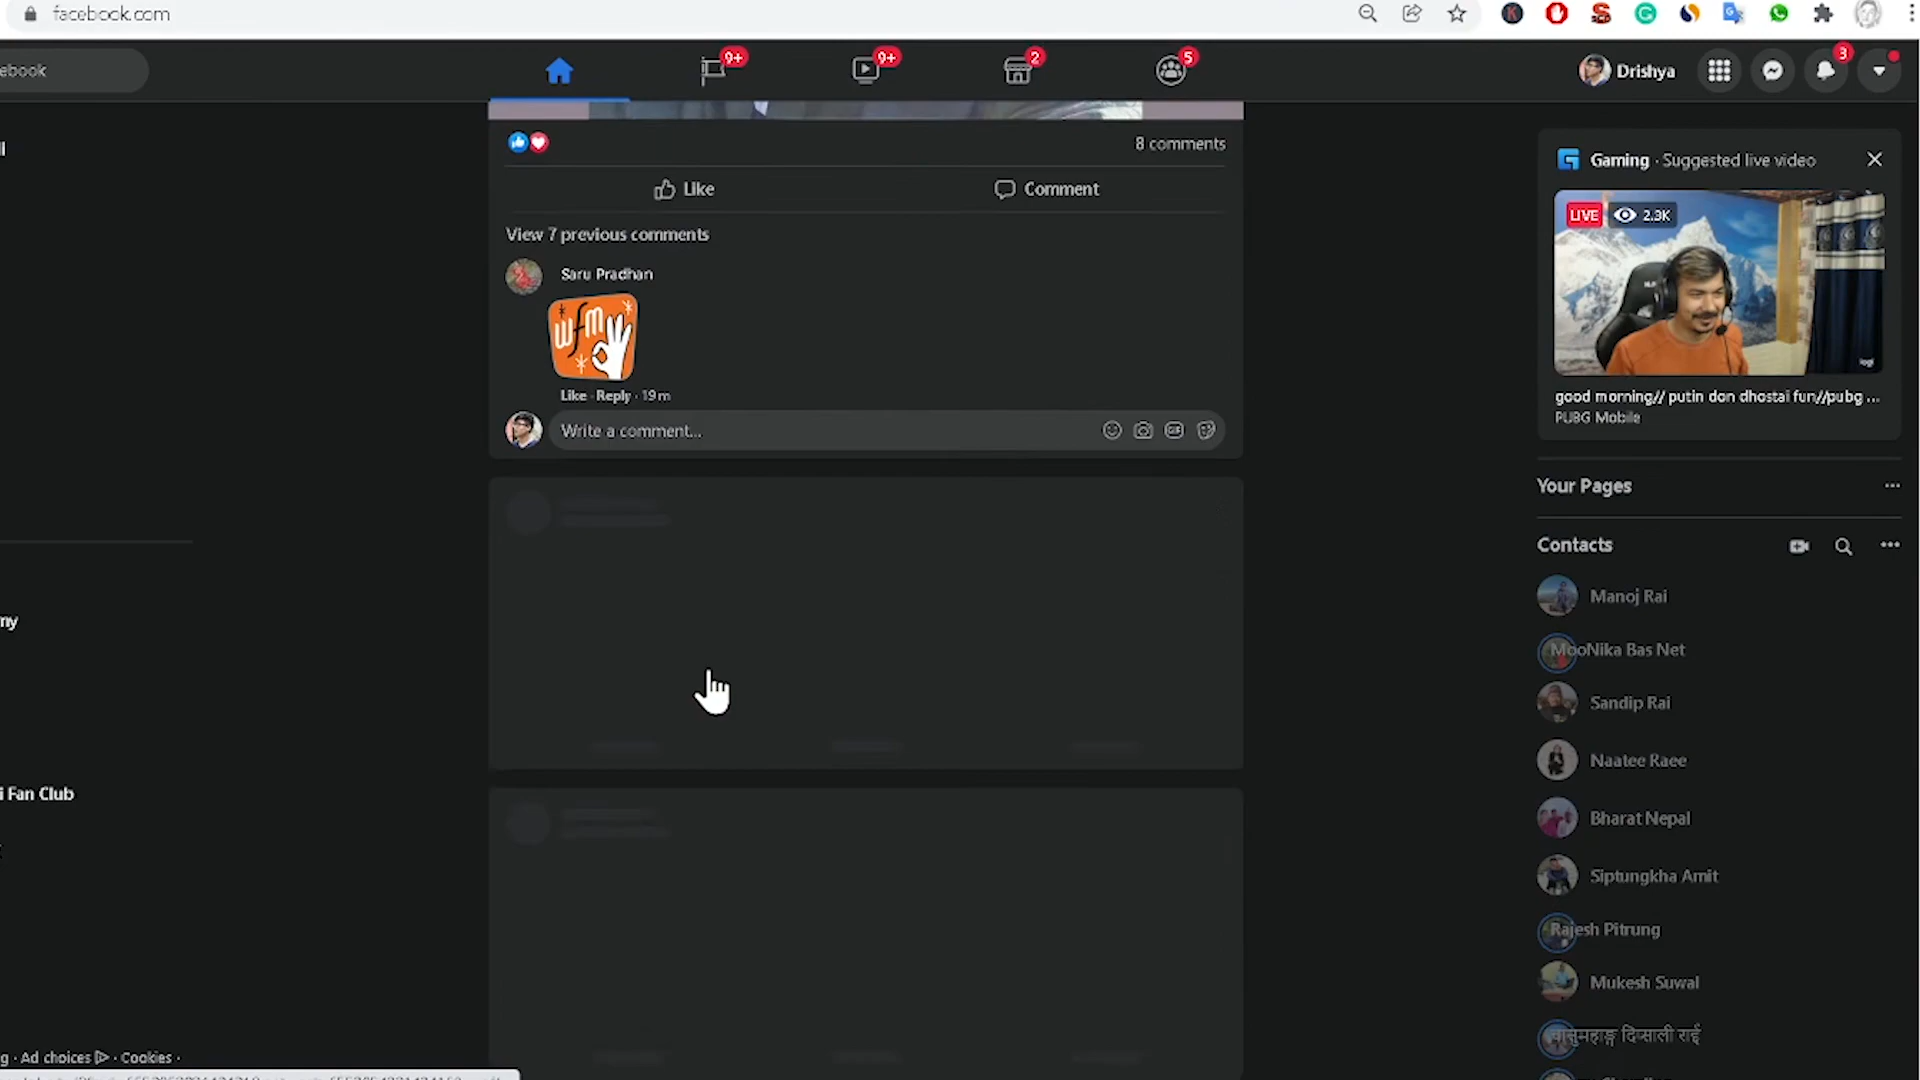 facebook.com
ebook
9+
9+
2
5
Drishya
3
8 comments
Like
Comment
View 7 previous comments
Saru Pradhan
wfm
Like · Reply · 19m
Write a comment...
GIF
Gaming · Suggested live video
LIVE
2.3K
good morning// putin don dhostai fun//pubg ...
PUBG Mobile
Your Pages
Contacts
Manoj Rai
MooNika Bas Net
Sandip Rai
Naatee Raee
Bharat Nepal
Siptungkha Amit
Rajesh Pitrung
Mukesh Suwal
my
i Fan Club
g · Ad choices · Cookies ·